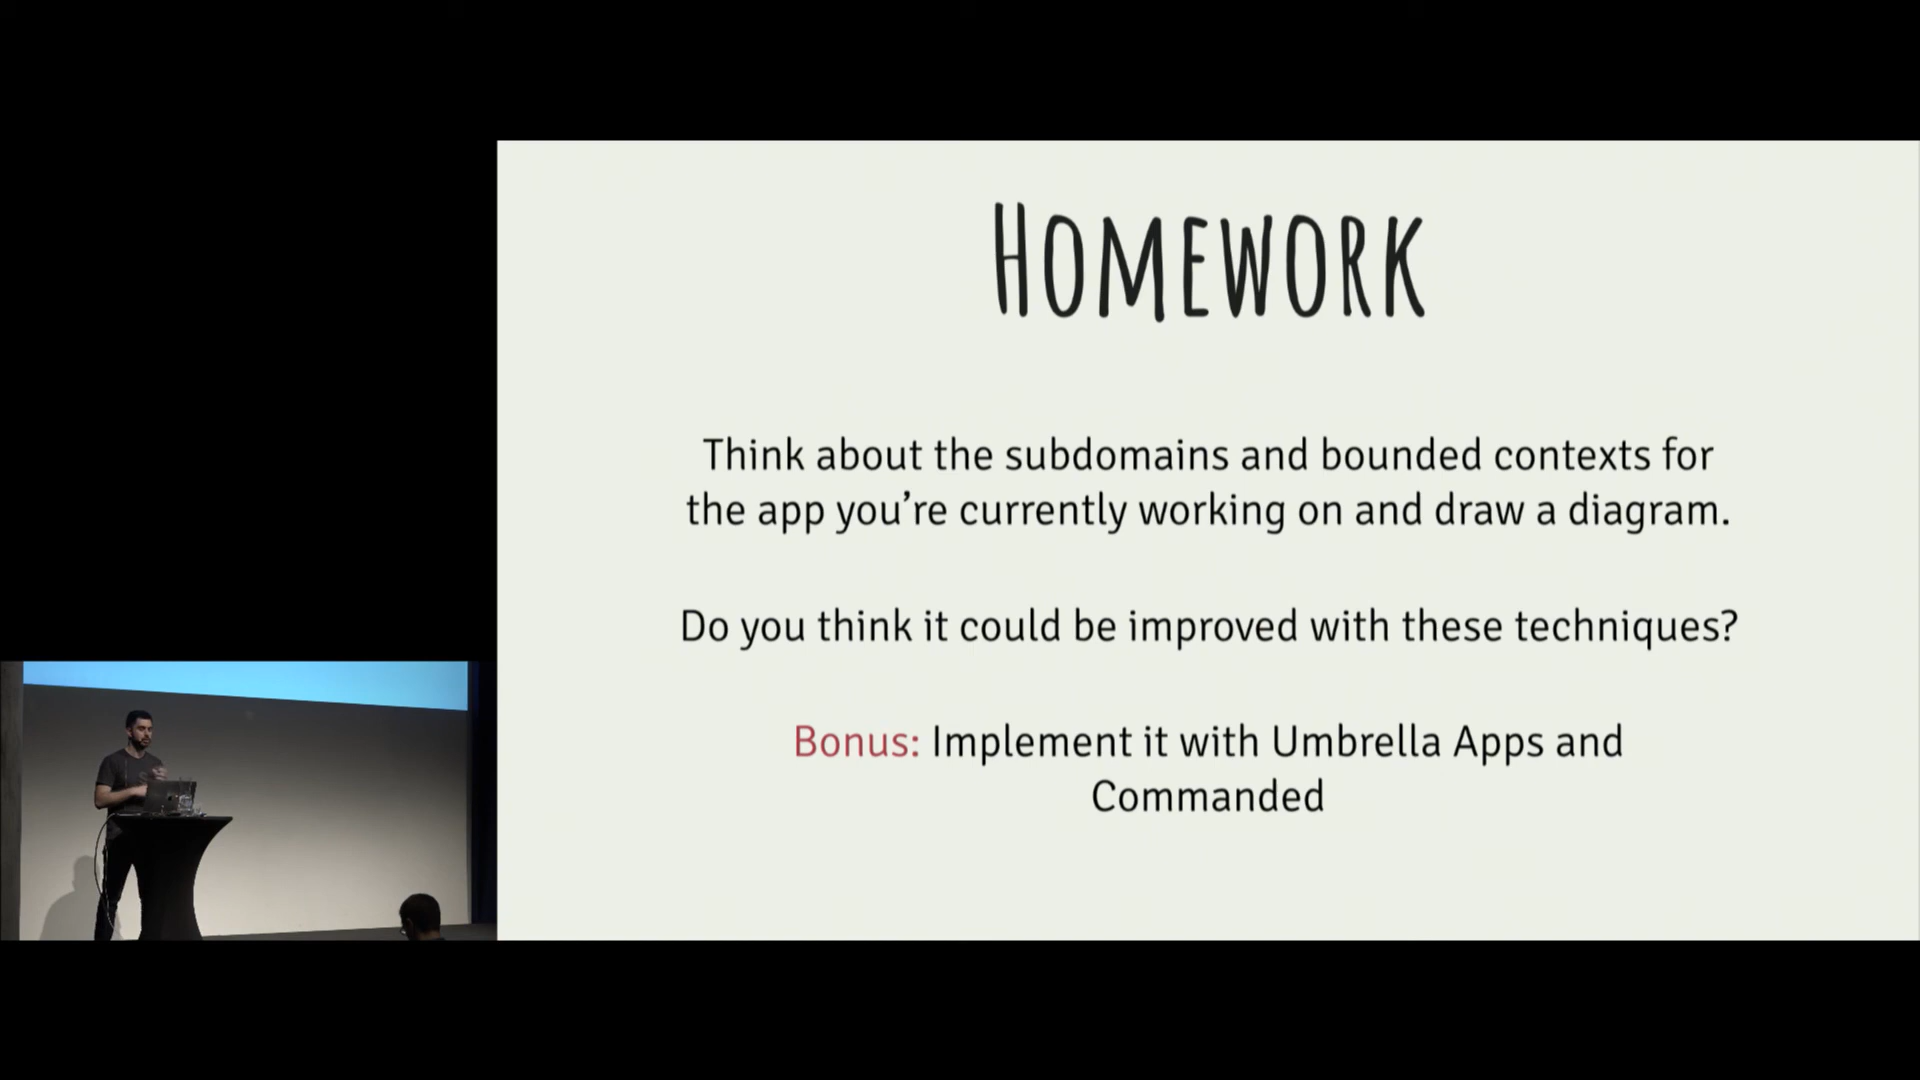 HOMEWORK
Think about the subdomains and bounded contexts for
the app you’re currently working on and draw a diagram.
Do you think it could be improved with these techniques?
Bonus: Implement it with Umbrella Apps and
Commanded